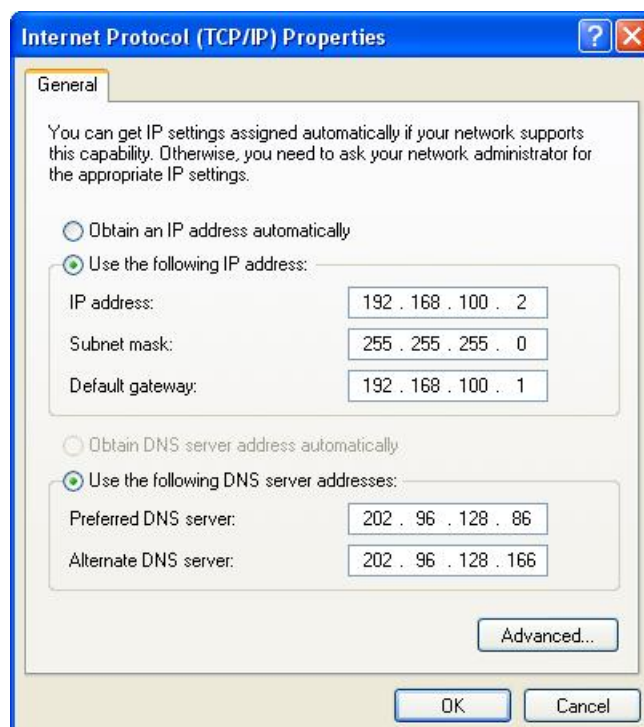 Internet Protocol (TCP/IP) Properties
General
You can get IP settings assigned automatically if your network supports
this capability. Otherwise, you need to ask your network administrator for
the appropriate IP settings.
Obtain an IP address automatically
Use the following IP address:
IP address: 192 . 168 . 100 . 2
Subnet mask: 255 . 255 . 255 . 0
Default gateway: 192 . 168 . 100 . 1
Obtain DNS server address automatically
Use the following DNS server addresses:
Preferred DNS server: 202 . 96 . 128 . 86
Alternate DNS server: 202 . 96 . 128 . 166
Advanced...
OK Cancel